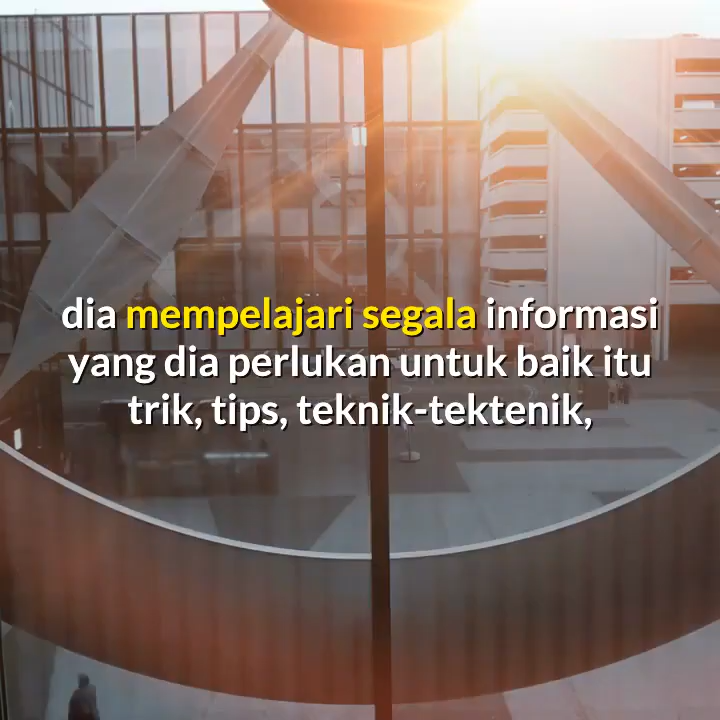 dia mempelajari segala informasi
yang dia perlukan untuk baik itu
trik, tips, teknik-tektenik,